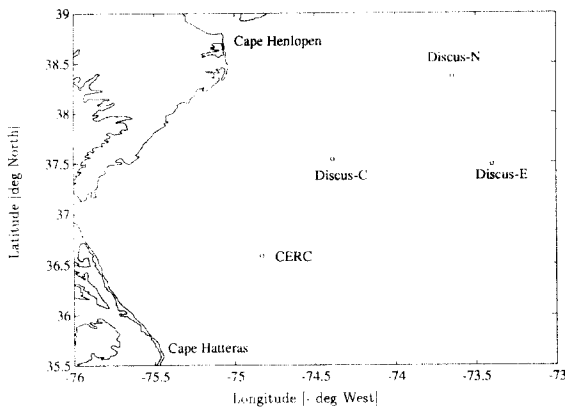 39
Cape Henlopen
Discus-N
38.5
38
37.5
Discus-C
Discus-E
37
Latitude [deg North]
36.5
CERC
36
Cape Hatteras
35.5
-76
-75.5
-75
-74.5
-74
-73.5
-73
Longitude [- deg West]